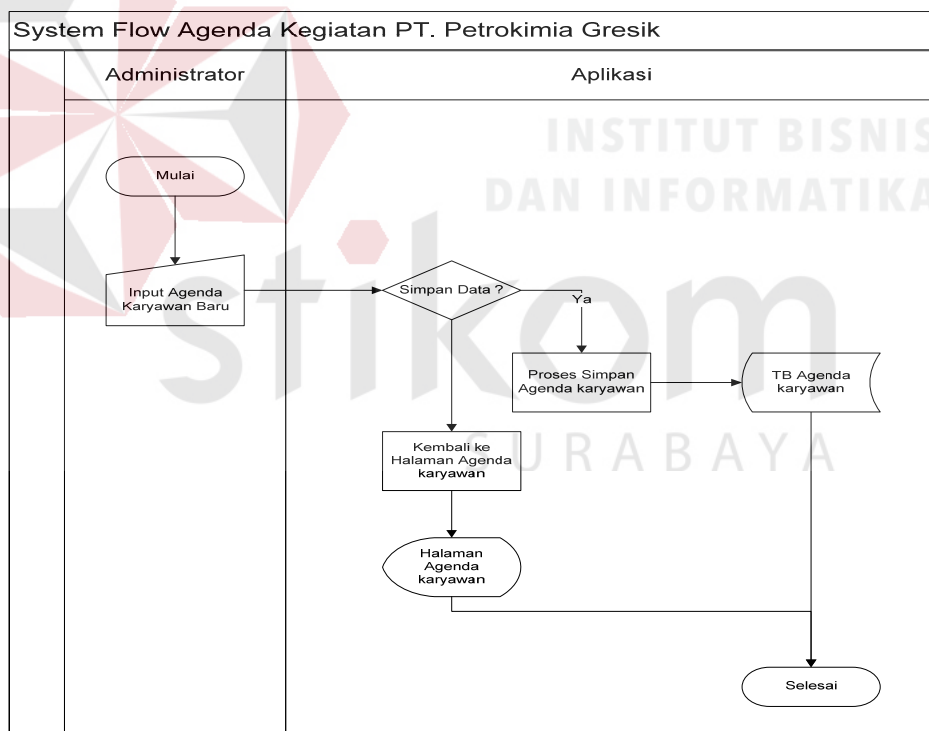 System Flow Agenda Kegiatan PT. Petrokimia Gresik
Administrator
Aplikasi
INSTITUT BISNIS
DAN INFORMATIKA
Mulai
stikom
Input Agenda
Karyawan Baru
Simpan Data ?
Ya
Proses Simpan
Agenda karyawan
TB Agenda
karyawan
SURABAYA
Kembali ke
Halaman Agenda
karyawan
Halaman
Agenda
karyawan
Selesai